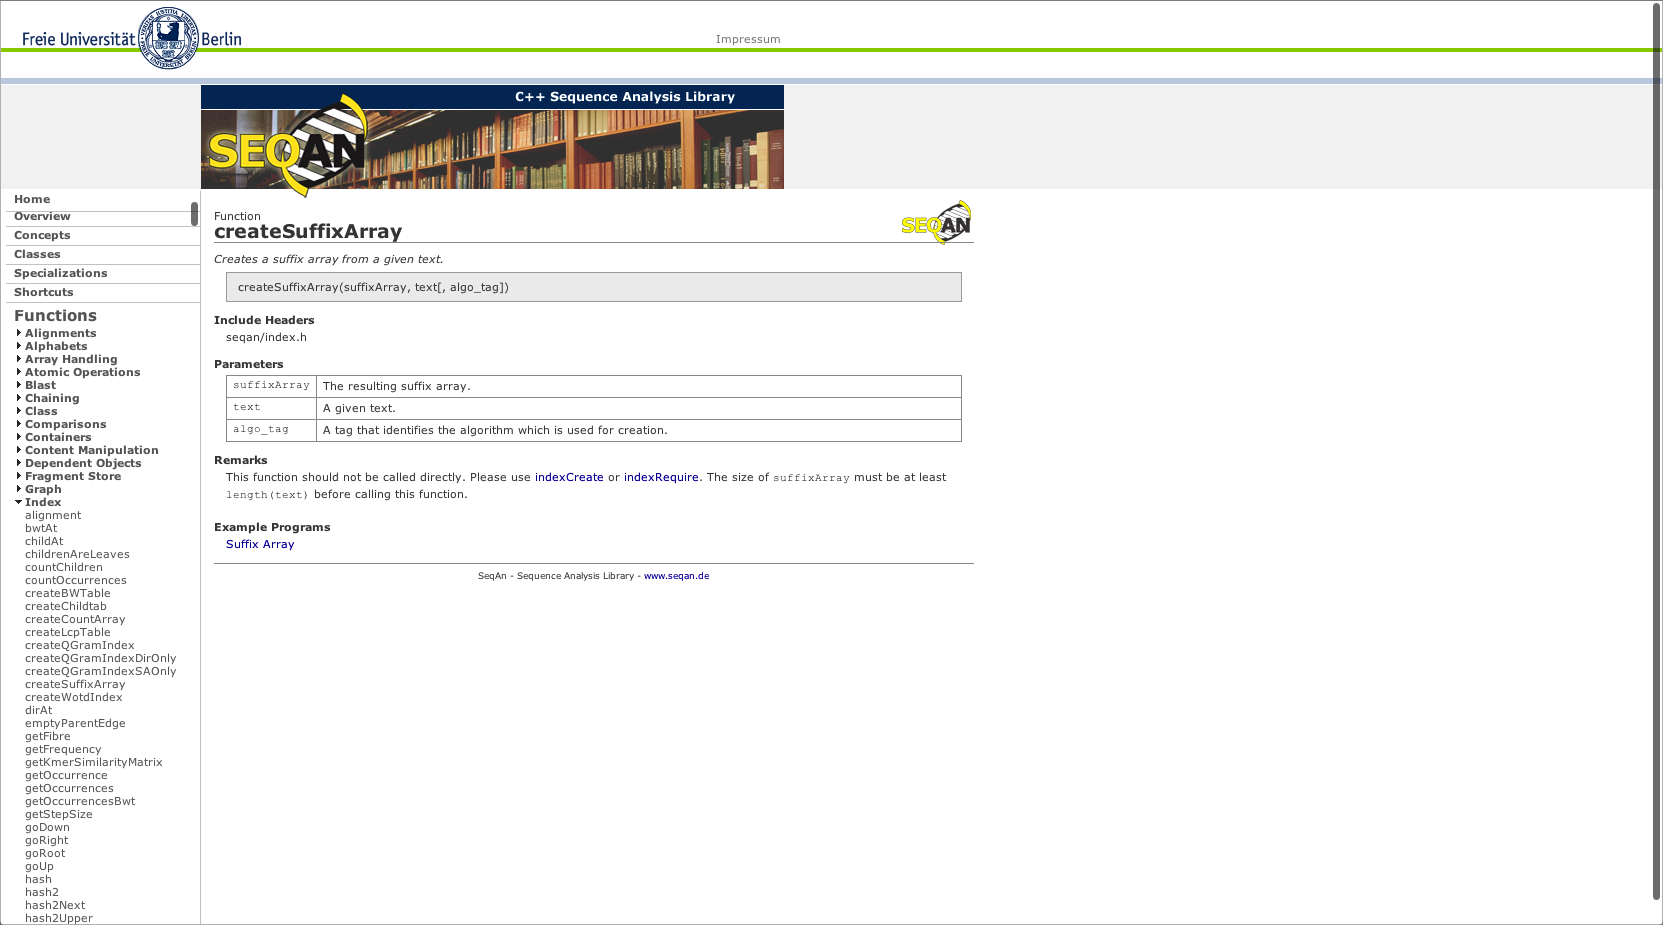 Freie Universität Berlin
Impressum
C++ Sequence Analysis Library
SEQAN
Home
Overview
Concepts
Classes
Specializations
Shortcuts
Functions
Alignments
Alphabets
Array Handling
Atomic Operations
Blast
Chaining
Class
Comparisons
Containers
Content Manipulation
Dependent Objects
Fragment Store
Graph
Index
alignment
bwtAt
childAt
childrenAreLeaves
countChildren
countOccurrences
createBWTable
createChildtab
createCountArray
createLcpTable
createQGramIndex
createQGramIndexDirOnly
createQGramIndexSAOnly
createSuffixArray
createWotdIndex
dirAt
emptyParentEdge
getFibre
getFrequency
getKmerSimilarityMatrix
getOccurrence
getOccurrences
getOccurrencesBwt
getStepSize
goDown
goRight
goRoot
goUp
hash
hash2
hash2Next
hash2Upper
Function
createSuffixArray
SEQAN
Creates a suffix array from a given text.
createSuffixArray(suffixArray, text[, algo_tag])
Include Headers
seqan/index.h
Parameters
suffixArray The resulting suffix array.
text A given text.
algo_tag A tag that identifies the algorithm which is used for creation.
Remarks
This function should not be called directly. Please use indexCreate or indexRequire. The size of suffixArray must be at least
length(text) before calling this function.
Example Programs
Suffix Array
SeqAn - Sequence Analysis Library - www.seqan.de